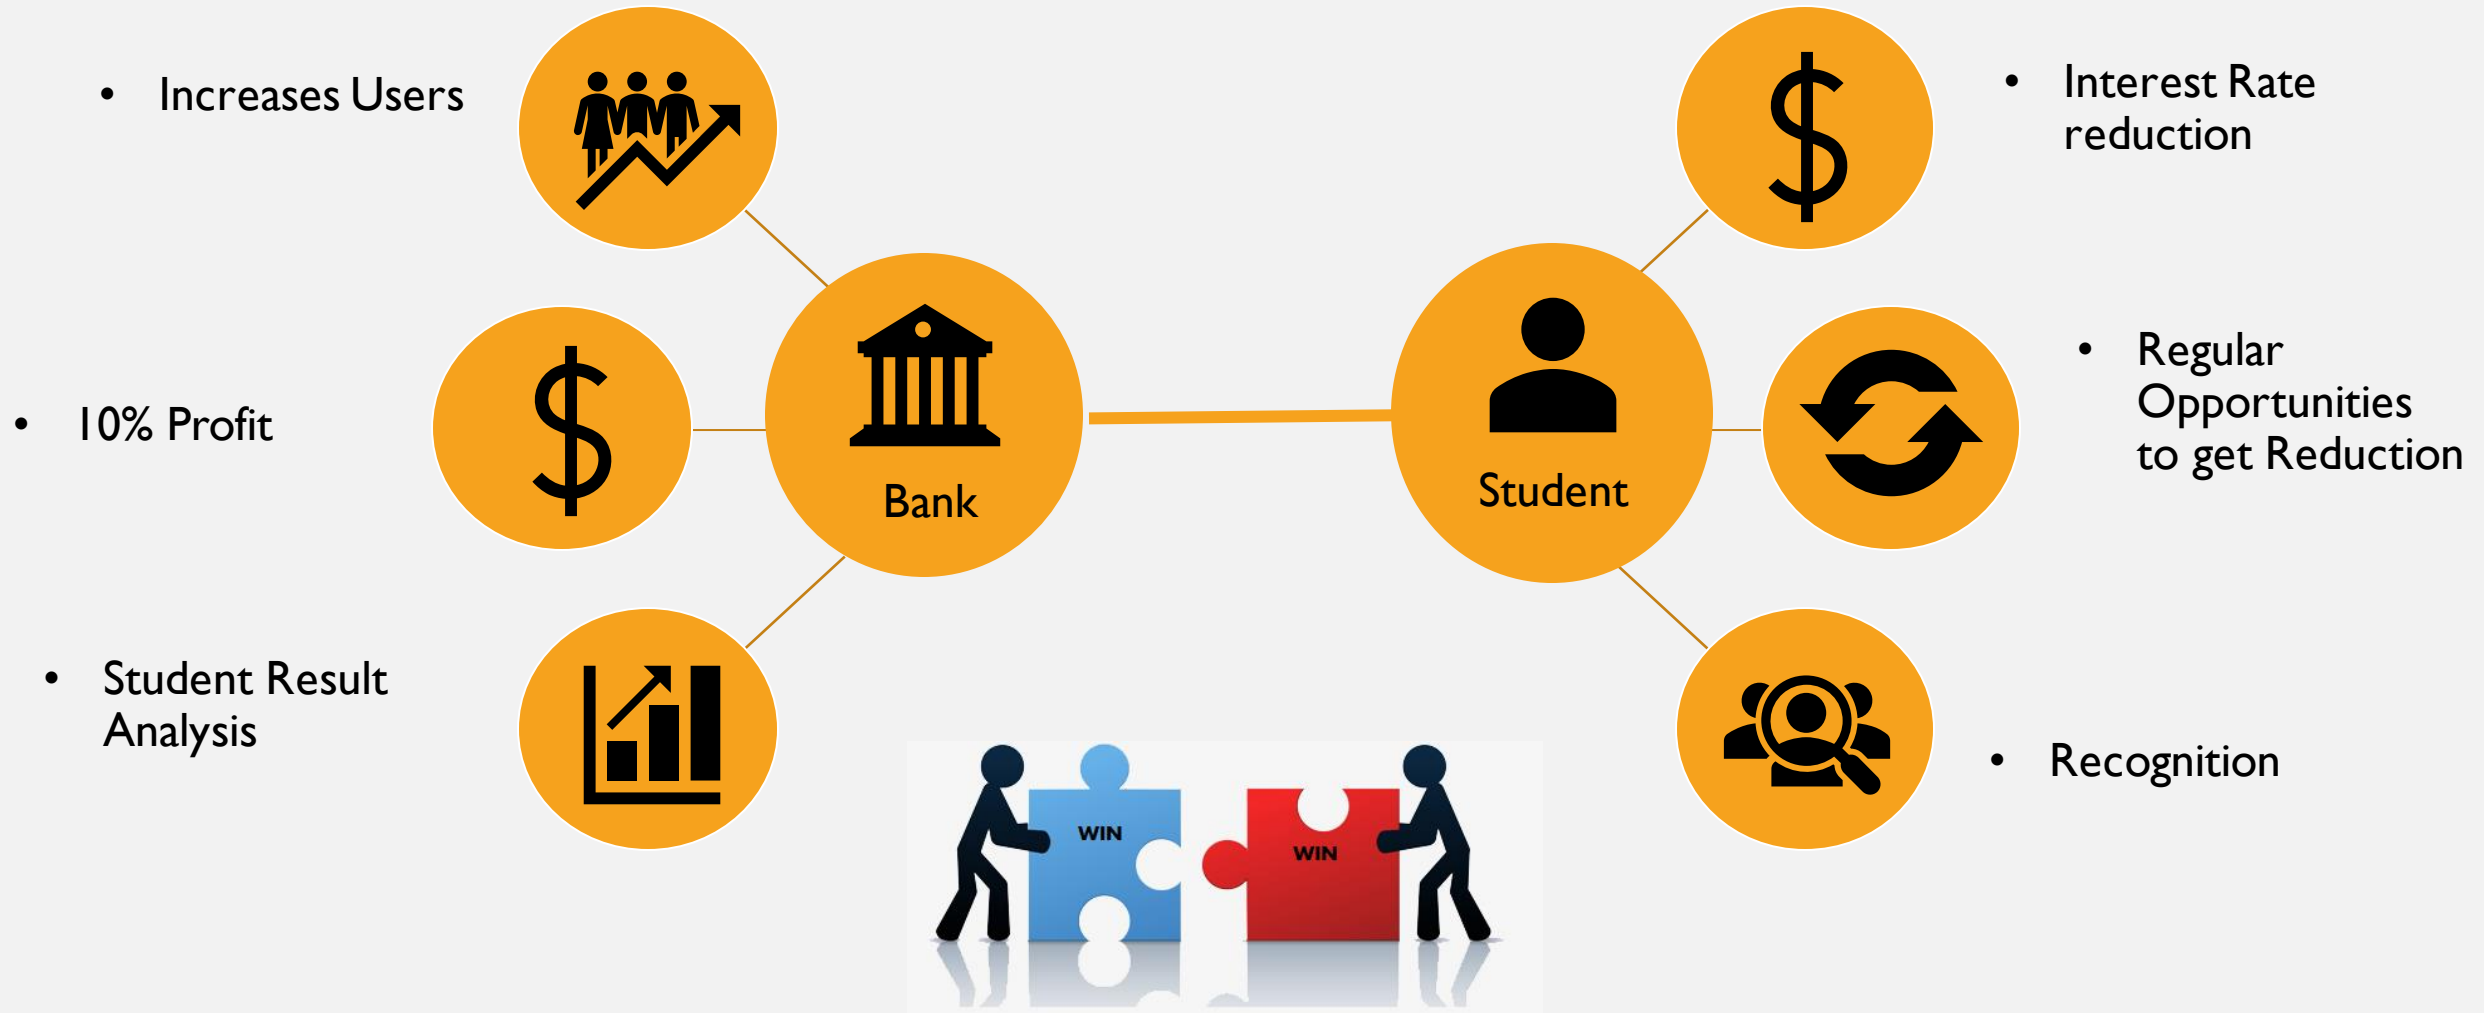 • Increases Users
• 10% Profit
• Student Result
Analysis
Bank
Student
• Interest Rate
reduction
• Regular
Opportunities
to get Reduction
• Recognition
WIN
WIN